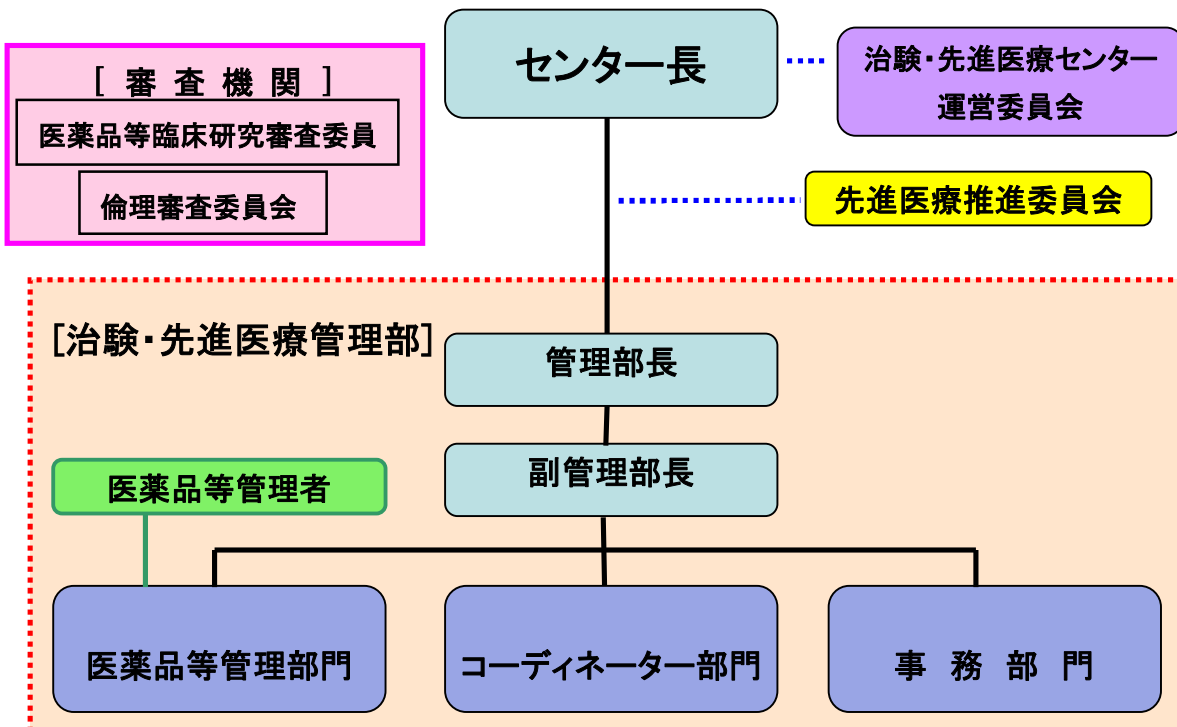 センター長
治験・先進医療センター
運営委員会
[ 審 査 機 関 ]
医薬品等臨床研究審査委員
倫理審査委員会
先進医療推進委員会
[治験・先進医療管理部]
管理部長
副管理部長
医薬品等管理者
医薬品等管理部門
コーディネーター部門
事 務 部 門